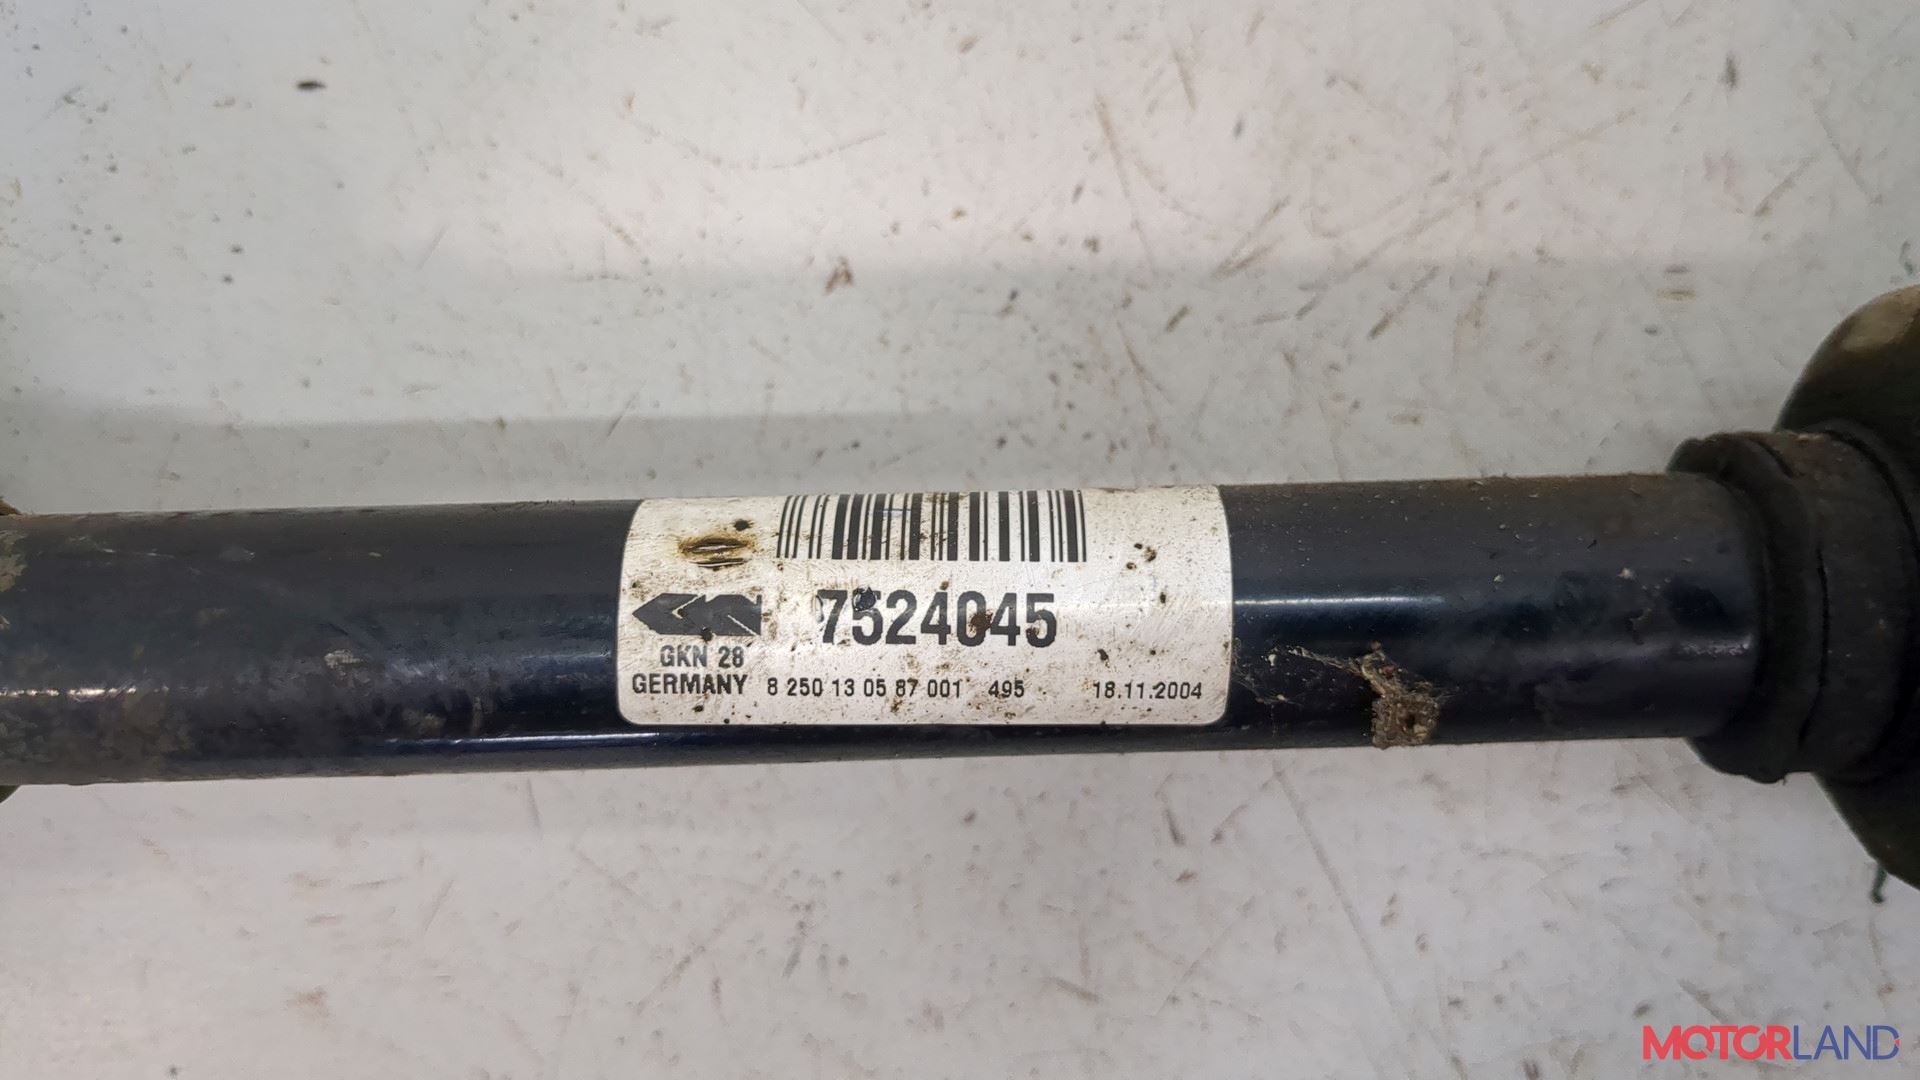 7524045
GKN 28
GERMANY 8 250 13 05 87 001 495 18.11.2004
MOTORLAND